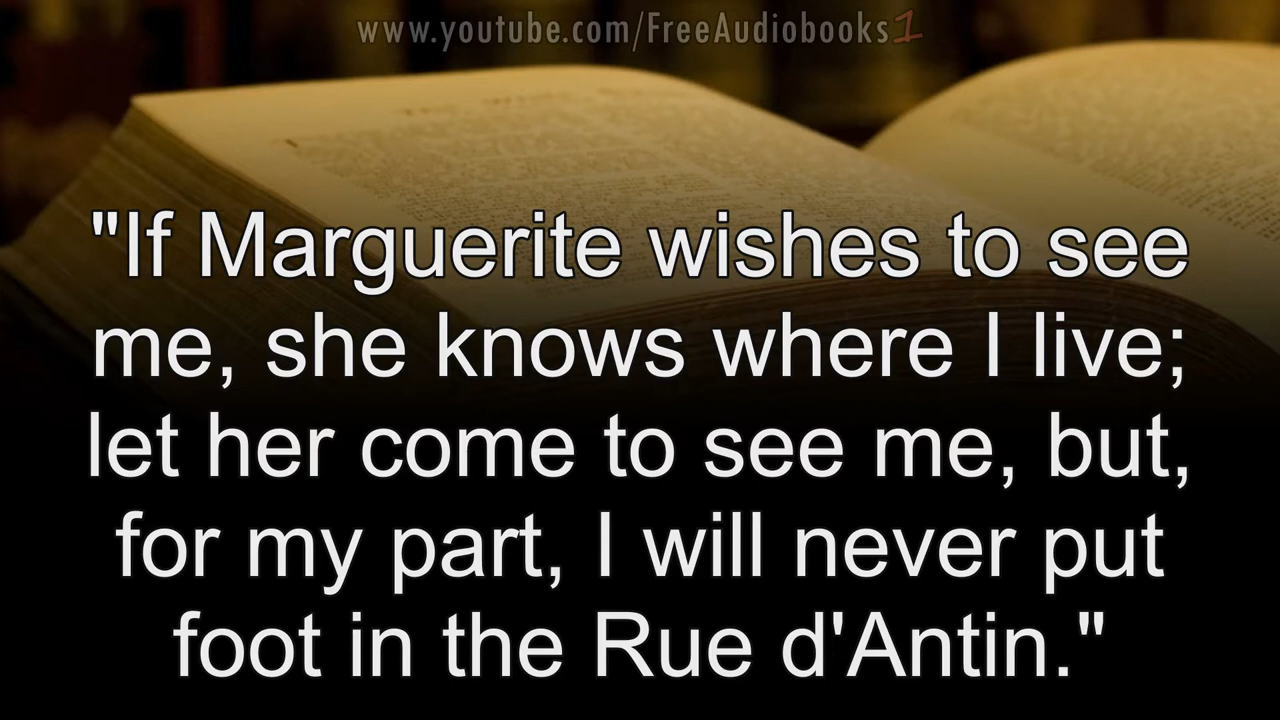 www.youtube.com/FreeAudiobooks1
"If Marguerite wishes to see
me, she knows where I live;
let her come to see me, but,
for my part, I will never put
foot in the Rue d'Antin."